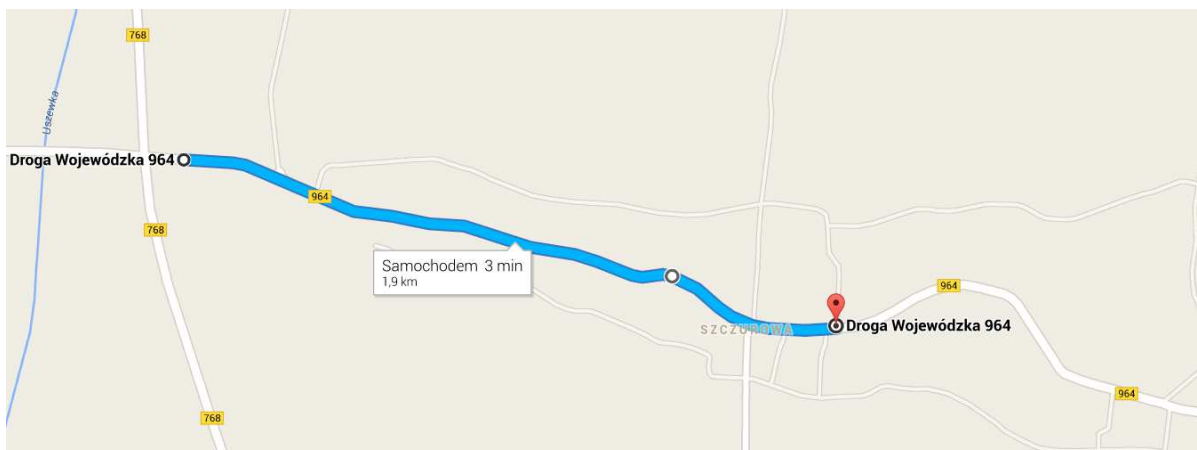 768
Uszewka
Droga Wojewódzka 964
964
768
Samochodem 3 min
1,9 km
964
SZCZUROWA
Droga Wojewódzka 964
964
768